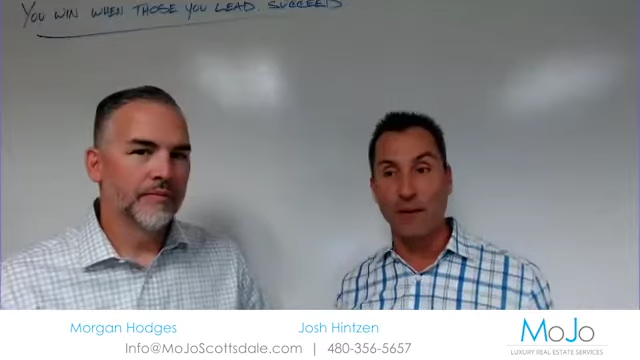 YOU WIN WHEN THOSE YOU LEAD SUCCEED
Morgan Hodges
Josh Hintzen
MoJo
Info@MoJoScottsdale.com | 480-356-5657
LUXURY REAL ESTATE SERVICES